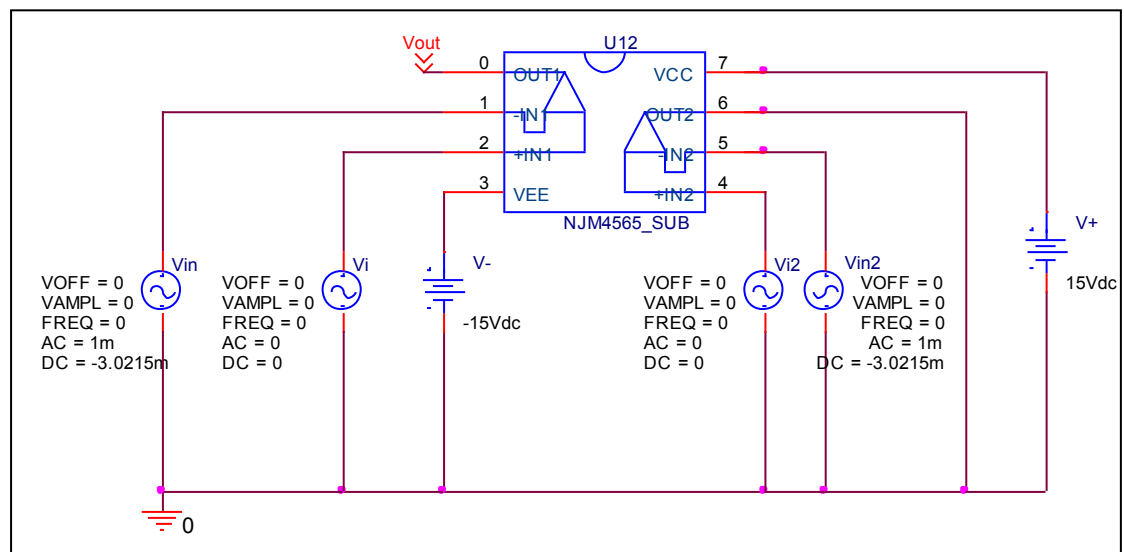 Vout
U12
0
OUT1
VCC
7
1
-IN1
OUT2
6
2
+IN1
-IN2
5
3
VEE
+IN2
4
NJM4565_SUB
Vin
VOFF = 0
VAMPL = 0
FREQ = 0
AC = 1m
DC = -3.0215m
Vi
VOFF = 0
VAMPL = 0
FREQ = 0
AC = 0
DC = 0
V-
-15Vdc
Vi2
VOFF = 0
VAMPL = 0
FREQ = 0
AC = 0
DC = 0
Vin2
VOFF = 0
VAMPL = 0
FREQ = 0
AC = 1m
DC = -3.0215m
V+
15Vdc
0